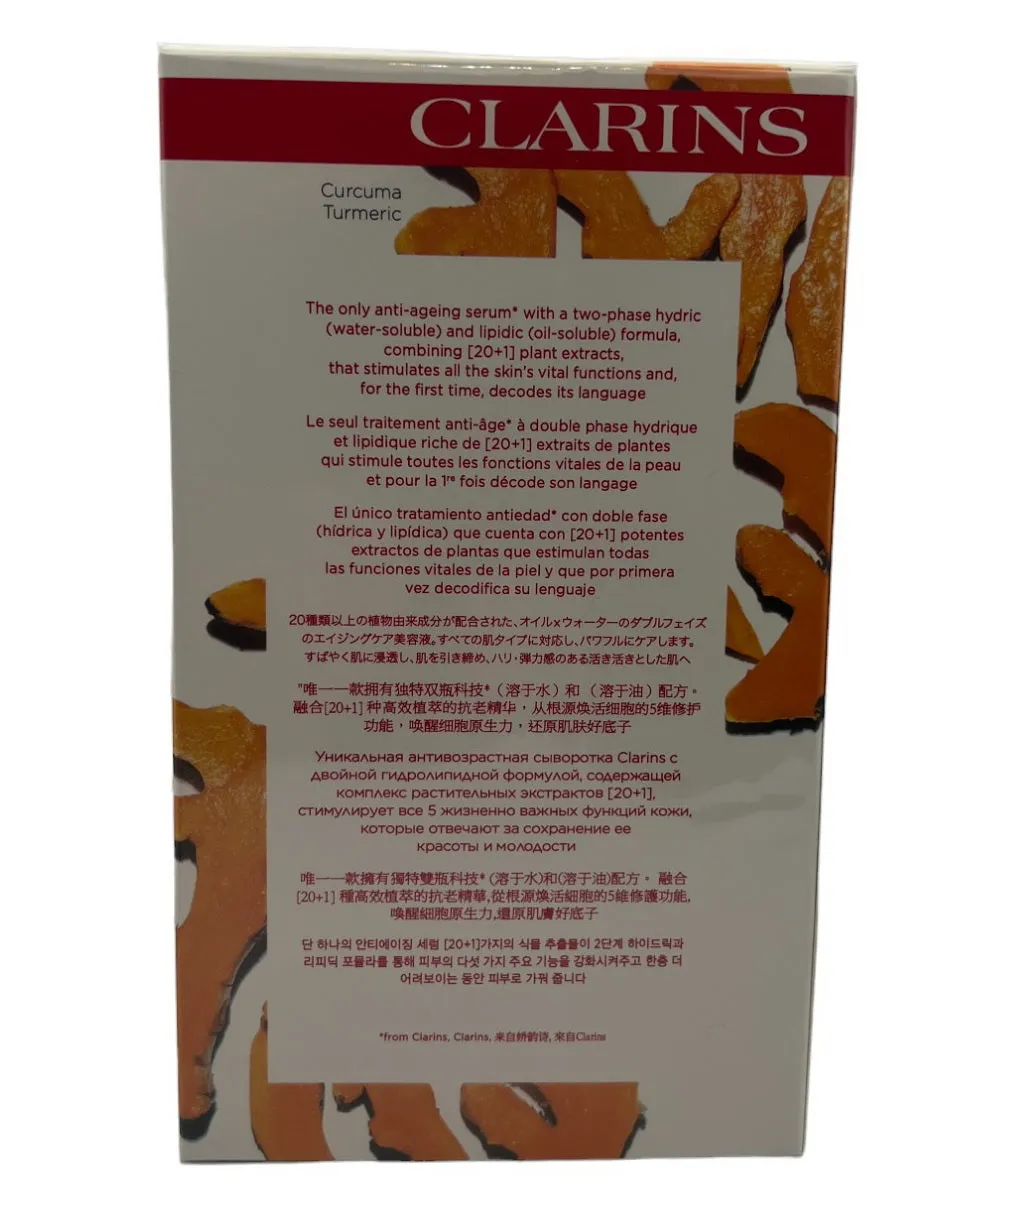 CLARINS
Curcuma
Turmeric
The only anti-ageing serum* with a two-phase hydric
(water-soluble) and lipidic (oil-soluble) formula,
combining [20+1] plant extracts,
that stimulates all the skin's vital functions and,
for the first time, decodes its language
Le seul traitement anti-âge* à double phase hydrique
et lipidique riche de [20+1] extraits de plantes
qui stimule toutes les fonctions vitales de la peau
et pour la 1re fois décode son langage
El único tratamiento antiedad* con doble fase
(hídrica y lipídica) que cuenta con [20+1] potentes
extractos de plantas que estimulan todas
las funciones vitales de la piel y que por primera
vez decodifica su lenguaje
20種類以上の植物由来成分が配合された、オイル×ウォーターのダブルフェイズ
のエイジングケア美容液。すべての肌タイプに対応し、パワフルにケアします。
すばやく肌に浸透し、肌を引き締め、ハリ・弾力感のある活き活きとした肌へ
"唯一一款拥有独特双瓶科技*（溶于水）和（溶于油）配方。
融合[20+1] 种高效植萃的抗老精华，从根源焕活细胞的5维修护
功能，唤醒细胞原生力，还原肌肤好底子
Уникальная антивозрастная сыворотка Clarins с
двойной гидролипидной формулой, содержащей
комплекс растительных экстрактов [20+1],
стимулирует все 5 жизненно важных функций кожи,
которые отвечают за сохранение ее
красоты и молодости
唯一一款擁有獨特雙瓶科技* (溶于水)和(溶于油)配方。 融合
[20+1] 種高效植萃的抗老精華,從根源煥活細胞的5維修護功能,
喚醒細胞原生力,還原肌膚好底子
단 하나의 안티에이징 세럼 [20+1]가지의 식물 추출물이 2단계 하이드릭과
리피딕 포뮬라를 통해 피부의 다섯 가지 주요 기능을 강화시켜주고 한층 더
어려보이는 동안 피부로 가꿔 줍니다
*from Clarins, Clarins, 来自娇韵诗, 來自Clarins